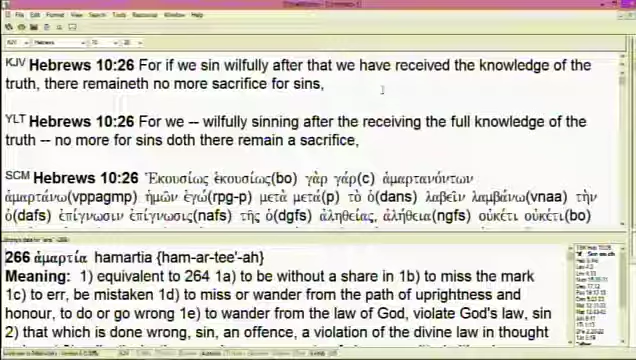 File Edit View Search Tools Resources Window Help
KJV Hebrews 10:26 For if we sin wilfully after that we have received the knowledge of the
truth, there remaineth no more sacrifice for sins,
YLT Hebrews 10:26 For we -- wilfully sinning after the receiving the full knowledge of the
truth -- no more for sins doth there remain a sacrifice,
SCM Hebrews 10:26 Ἑκουσίως ἑκουσίως(bo) γὰρ γάρ(c) ἁμαρτανόντων
ἁμαρτάνω(vppagmp) ἡμῶν ἐγώ(rpg-p) μετὰ μετά(p) τὸ ὁ(dans) λαβεῖν λαμβάνω(vnaa) τὴν
ὁ(dafs) ἐπίγνωσιν ἐπίγνωσις(nafs) τῆς ὁ(dgfs) ἀληθείας, ἀλήθεια(ngfs) οὐκέτι οὐκέτι(bo)
266 ἁμαρτία hamartia {ham-ar-tee'-ah}
Meaning: 1) equivalent to 264 1a) to be without a share in 1b) to miss the mark
1c) to err, be mistaken 1d) to miss or wander from the path of uprightness and
honour, to do or go wrong 1e) to wander from the law of God, violate God's law, sin
2) that which is done wrong, sin, an offence, a violation of the divine law in thought